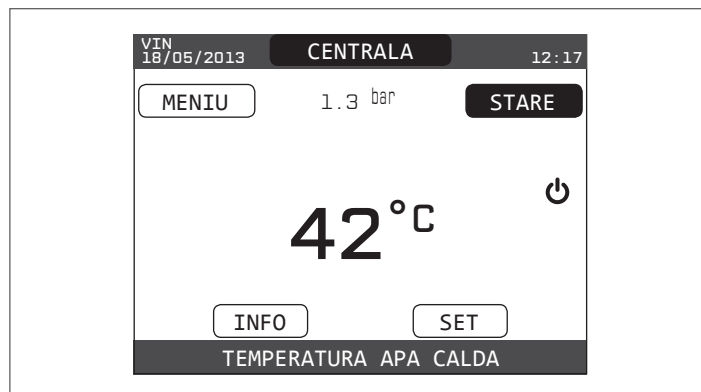 VIN
18/05/2013 CENTRALA 12:17
MENIU 1.3 bar STARE
42°C
INFO SET
TEMPERATURA APA CALDA